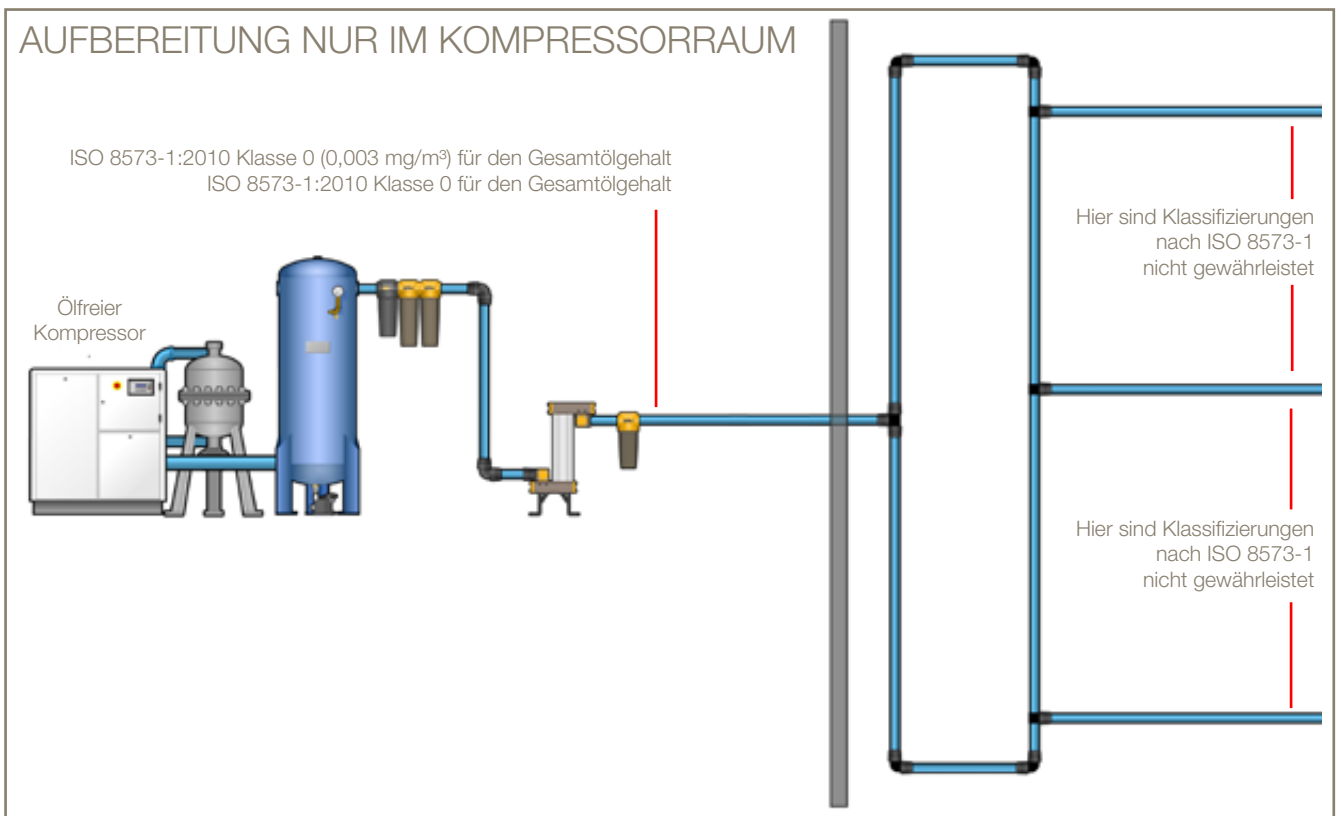 AUFBEREITUNG NUR IM KOMPRESSORRAUM
ISO 8573-1:2010 Klasse 0 (0,003 mg/m³) für den Gesamtölgehalt
ISO 8573-1:2010 Klasse 0 für den Gesamtölgehalt
Ölfreier
Kompressor
Hier sind Klassifizierungen
nach ISO 8573-1
nicht gewährleistet
Hier sind Klassifizierungen
nach ISO 8573-1
nicht gewährleistet